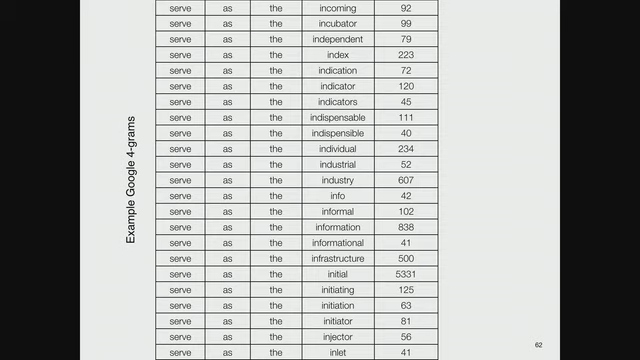 Example Google 4-grams
serve as the incoming 92
serve as the incubator 99
serve as the independent 79
serve as the index 223
serve as the indication 72
serve as the indicator 120
serve as the indicators 45
serve as the indispensable 111
serve as the indispensible 40
serve as the individual 234
serve as the industrial 52
serve as the industry 607
serve as the info 42
serve as the informal 102
serve as the information 838
serve as the informational 41
serve as the infrastructure 500
serve as the initial 5331
serve as the initiating 125
serve as the initiation 63
serve as the initiator 81
serve as the injector 56
serve as the inlet 41
62